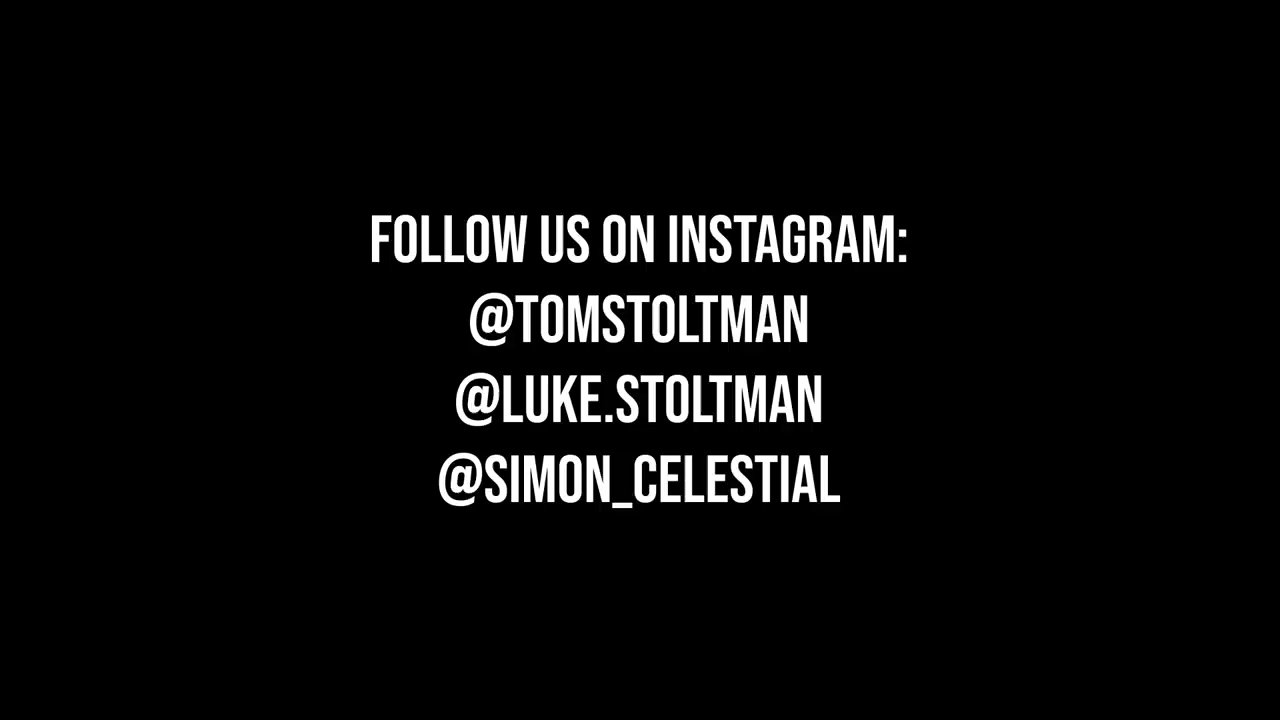 FOLLOW US ON INSTAGRAM:
@TOMSTOLTMAN
@LUKE.STOLTMAN
@SIMON_CELESTIAL